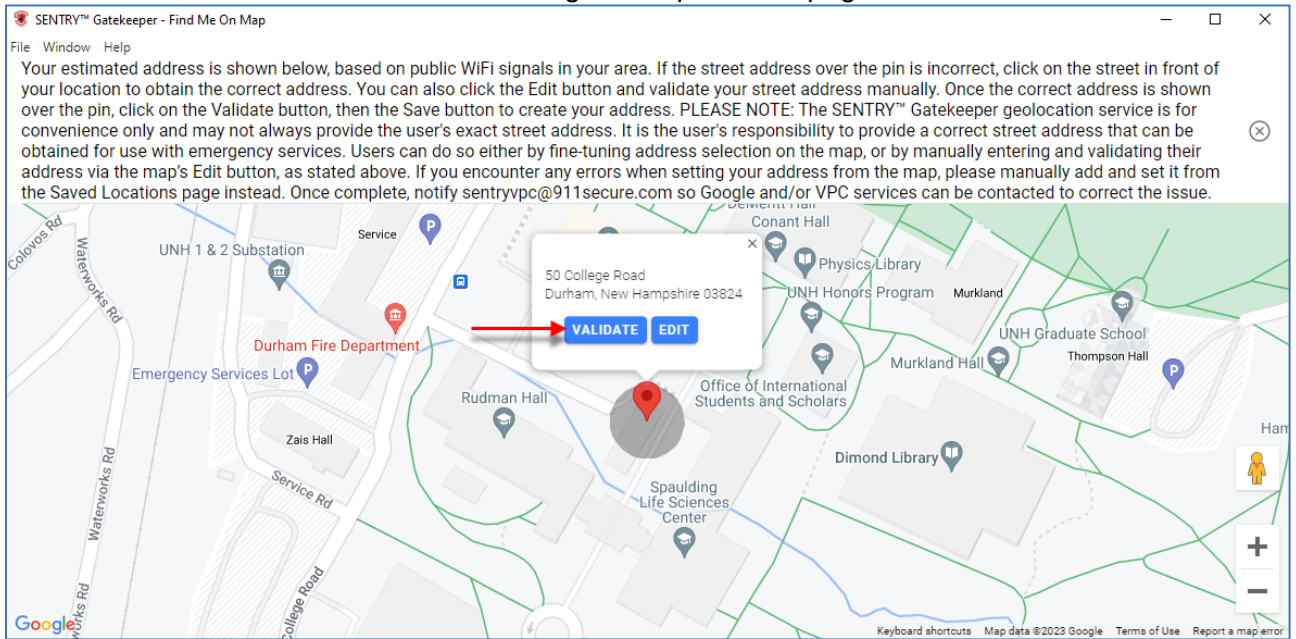 SENTRY™ Gatekeeper - Find Me On Map
File Window Help
Your estimated address is shown below, based on public WiFi signals in your area. If the street address over the pin is incorrect, click on the street in front of
your location to obtain the correct address. You can also click the Edit button and validate your street address manually. Once the correct address is shown
over the pin, click on the Validate button, then the Save button to create your address. PLEASE NOTE: The SENTRY™ Gatekeeper geolocation service is for
convenience only and may not always provide the user's exact street address. It is the user's responsibility to provide a correct street address that can be
obtained for use with emergency services. Users can do so either by fine-tuning address selection on the map, or by manually entering and validating their
address via the map's Edit button, as stated above. If you encounter any errors when setting your address from the map, please manually add and set it from
the Saved Locations page instead. Once complete, notify sentryvpc@911secure.com so Google and/or VPC services can be contacted to correct the issue.
Colovos Rd
Waterworks Rd
UNH 1 & 2 Substation
Service
P
Conant Hall
Physics Library
UNH Honors Program
Murkland
50 College Road
Durham, New Hampshire 03824
VALIDATE
EDIT
Durham Fire Department
Emergency Services Lot
P
UNH Graduate School
Thompson Hall
Murkland Hall
P
Office of International
Students and Scholars
Rudman Hall
Zais Hall
Ham
Dimond Library
Service Rd
Waterworks Rd
Spaulding
Life Sciences
Center
College Road
ks Rd
Google
Keyboard shortcuts
Map data ©2023 Google
Terms of Use
Report a map error